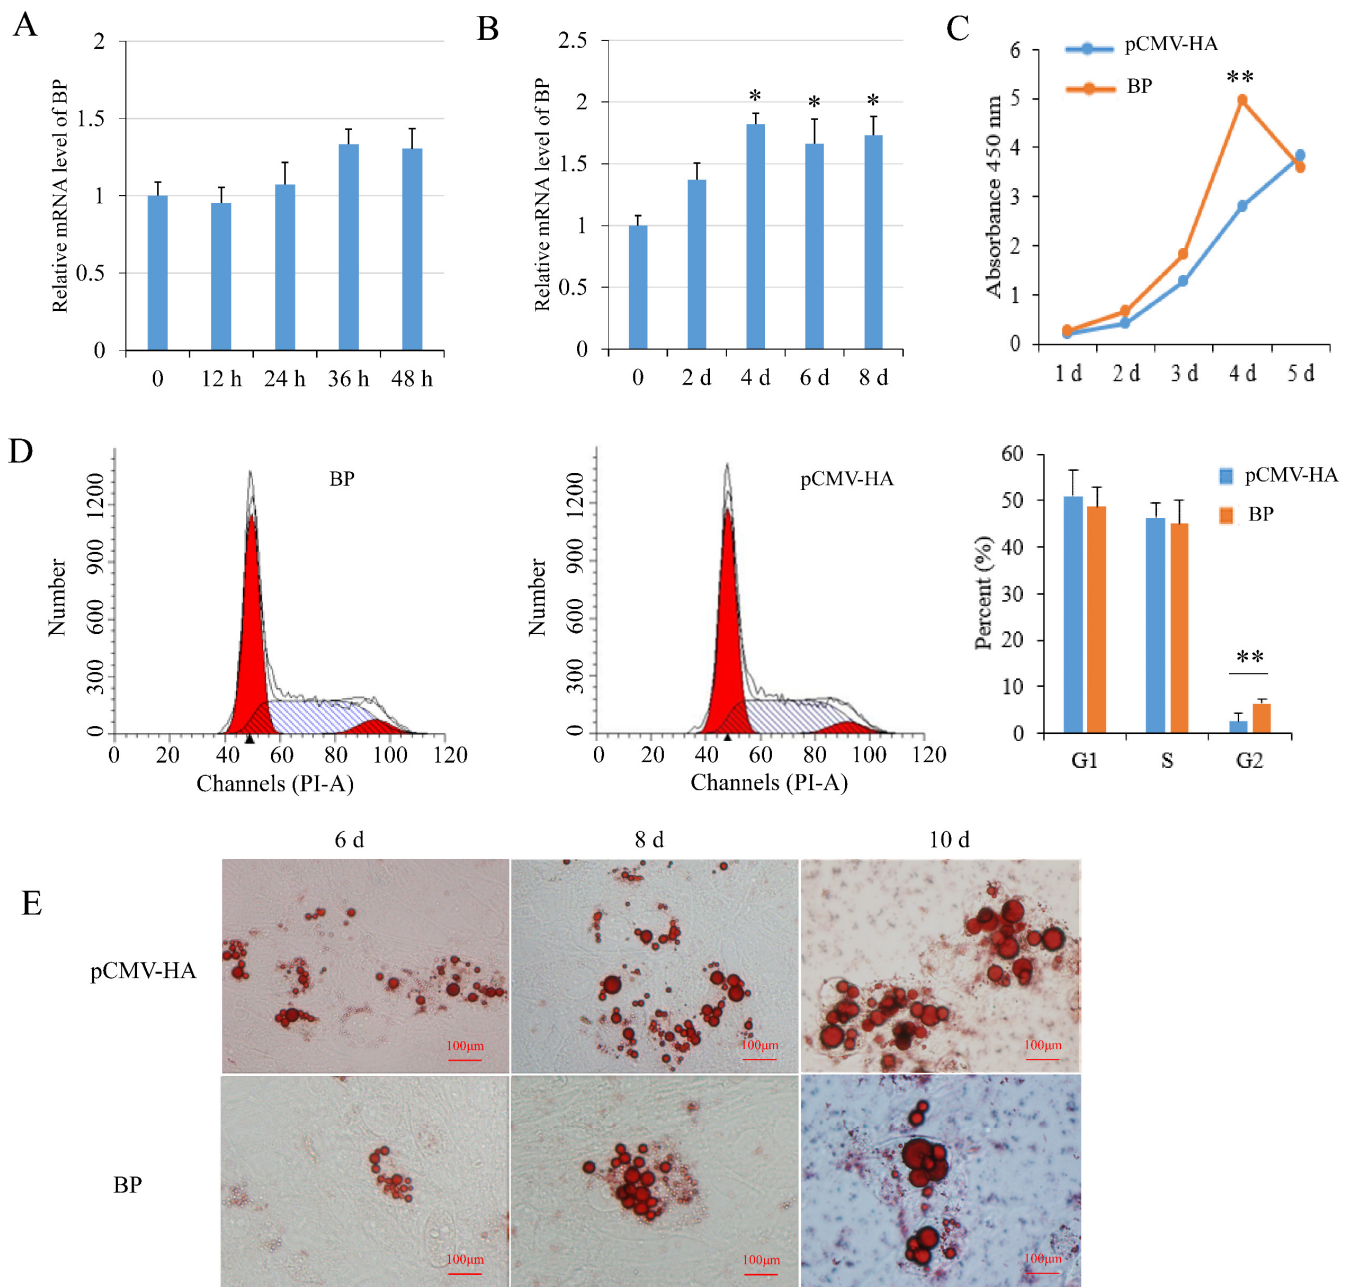 A
Relative mRNA level of BP
2
1.5
1
0.5
0
0 12 h 24 h 36 h 48 h
B
Relative mRNA level of BP
2.5
2
1.5
1
0.5
0
0 2 d 4 d 6 d 8 d
* * *
C
Absorbance 450 nm
6
5
4
3
2
1
0
1 d 2 d 3 d 4 d 5 d
pCMV-HA
BP
**
D
Number
1200
900
600
300
0
0 20 40 60 80 100 120
Channels (PI-A)
BP
Number
1200
900
600
300
0
0 20 40 60 80 100 120
Channels (PI-A)
pCMV-HA
Percent (%)
60
50
40
30
20
10
0
G1 S G2
pCMV-HA
BP
**
E
6 d 8 d 10 d
pCMV-HA
100μm 100μm 100μm
BP
100μm 100μm 100μm